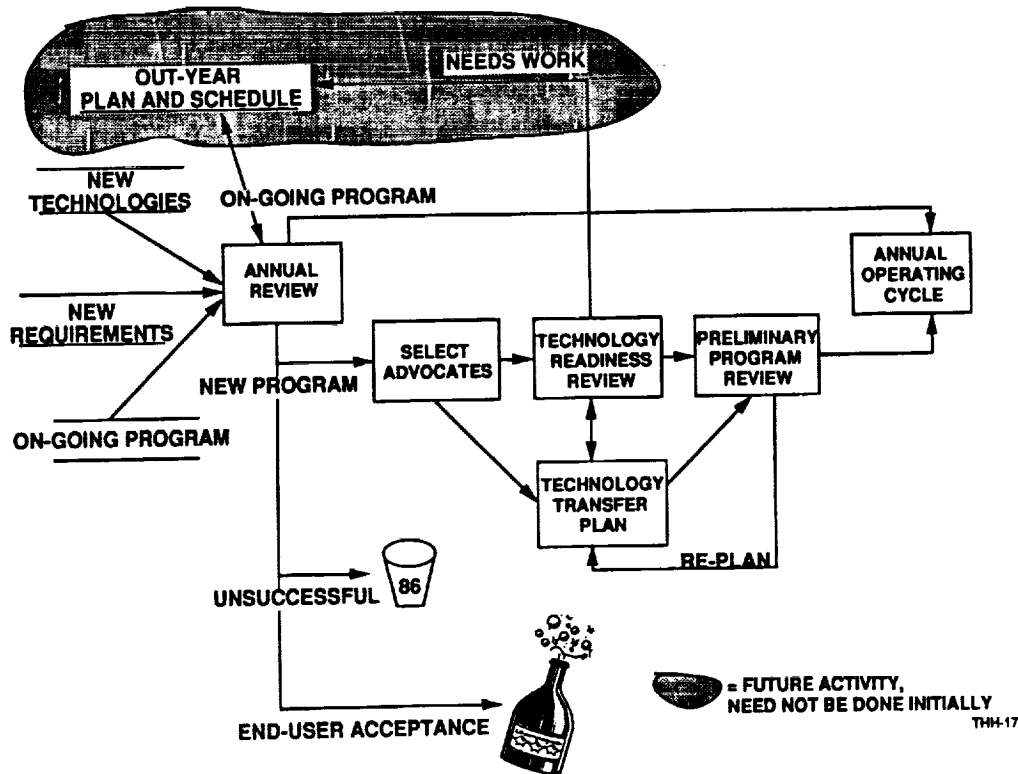 NEEDS WORK
OUT-YEAR
PLAN AND SCHEDULE
NEW
TECHNOLOGIES
ON-GOING PROGRAM
ANNUAL
REVIEW
ANNUAL
OPERATING
CYCLE
NEW
REQUIREMENTS
SELECT
ADVOCATES
TECHNOLOGY
READINESS
REVIEW
PRELIMINARY
PROGRAM
REVIEW
NEW PROGRAM
ON-GOING PROGRAM
TECHNOLOGY
TRANSFER
PLAN
RE-PLAN
86
UNSUCCESSFUL
END-USER ACCEPTANCE
= FUTURE ACTIVITY,
NEED NOT BE DONE INITIALLY
THH-17